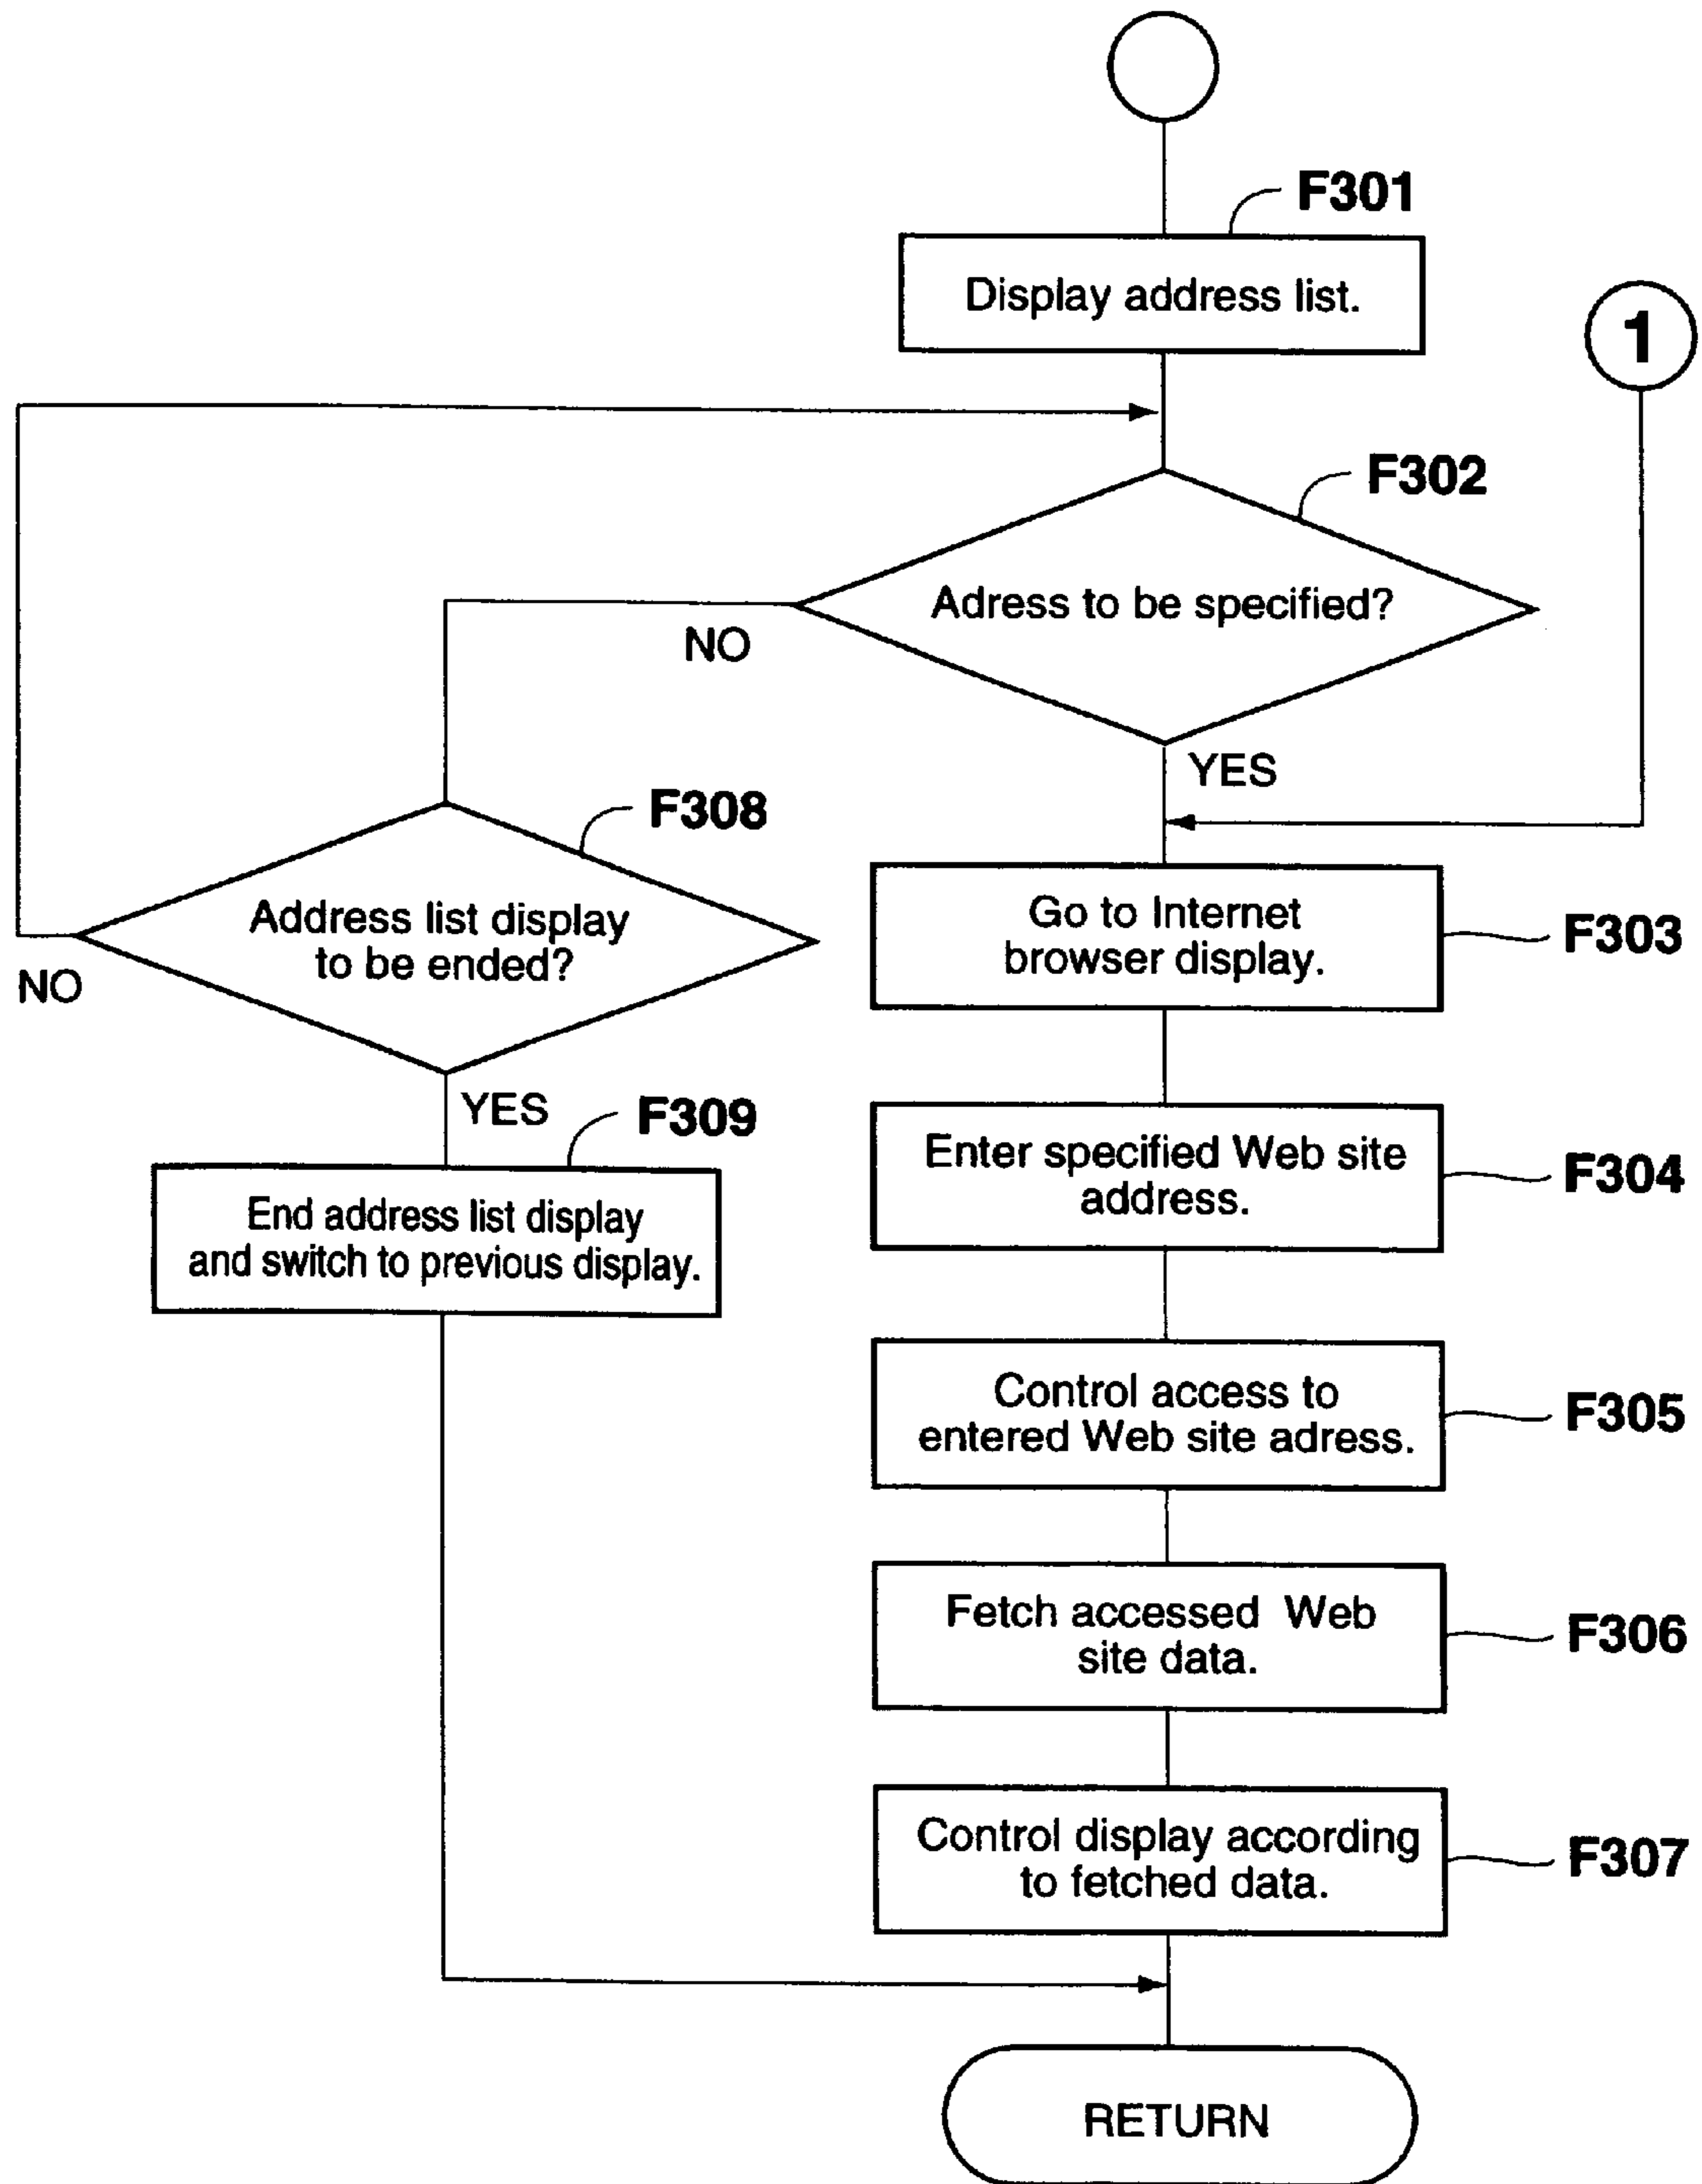 F301
Display address list.
1
F302
Adress to be specified?
NO
YES
F308
Address list display
to be ended?
NO
YES
Go to Internet
browser display.
F303
Enter specified Web site
address.
F304
F309
End address list display
and switch to previous display.
Control access to
entered Web site adress.
F305
Fetch accessed Web
site data.
F306
Control display according
to fetched data.
F307
RETURN